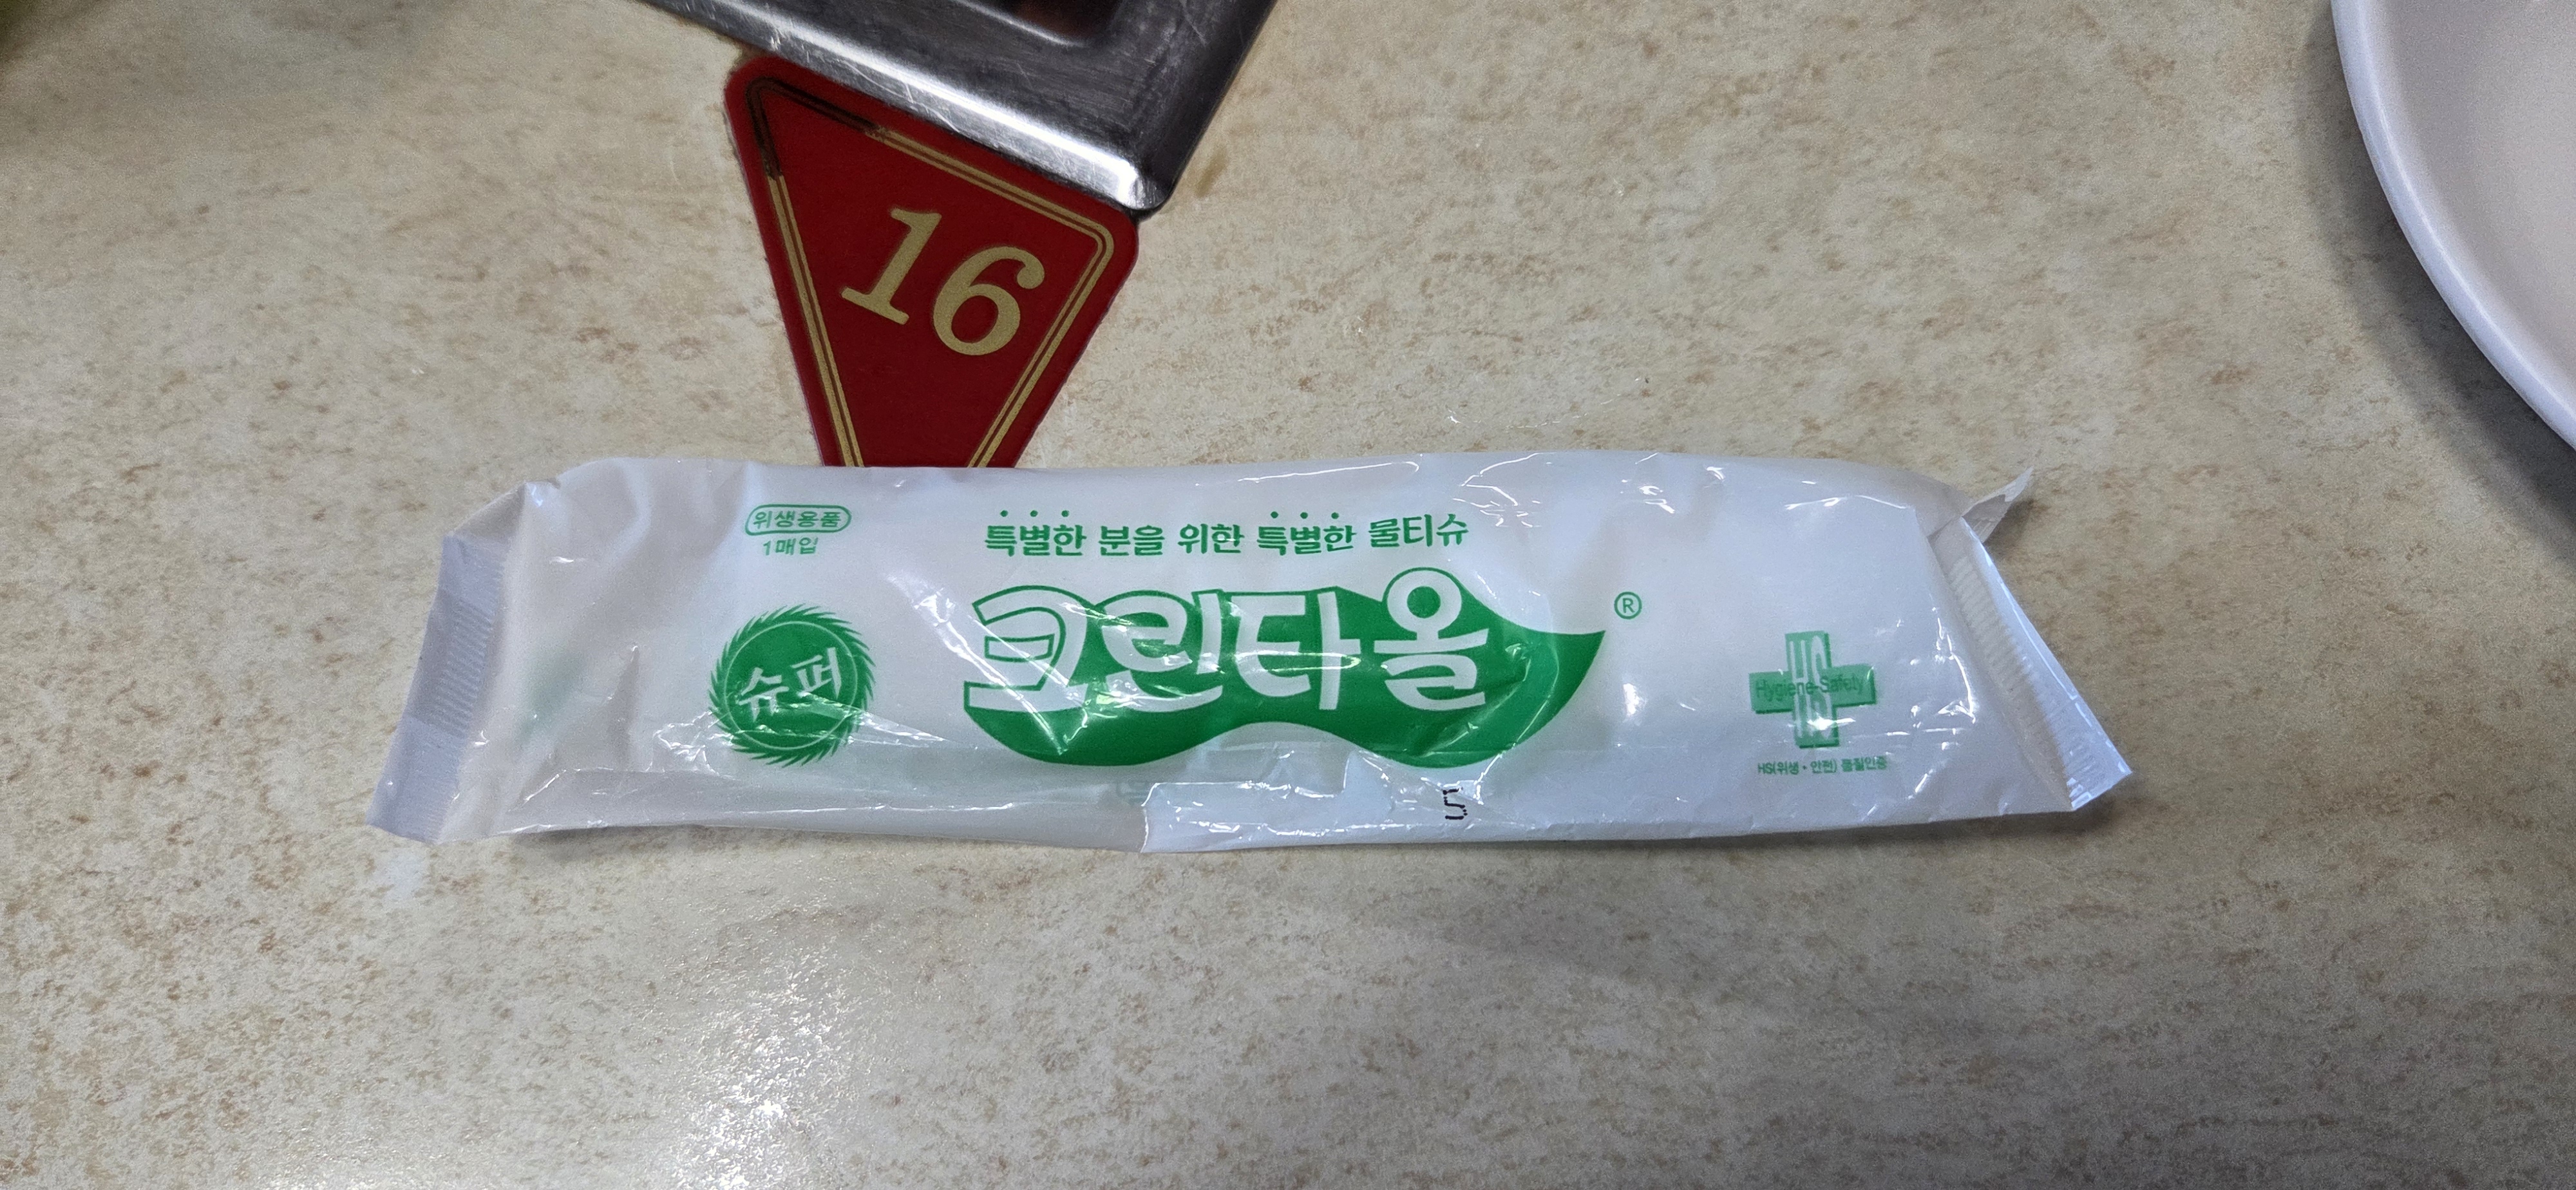 16
위생용품
1매입
특별한 분을 위한 특별한 물티슈
크린타올
®
슈퍼
HS
Hygiene-Safety
HS(위생·안전) 품질인증
5